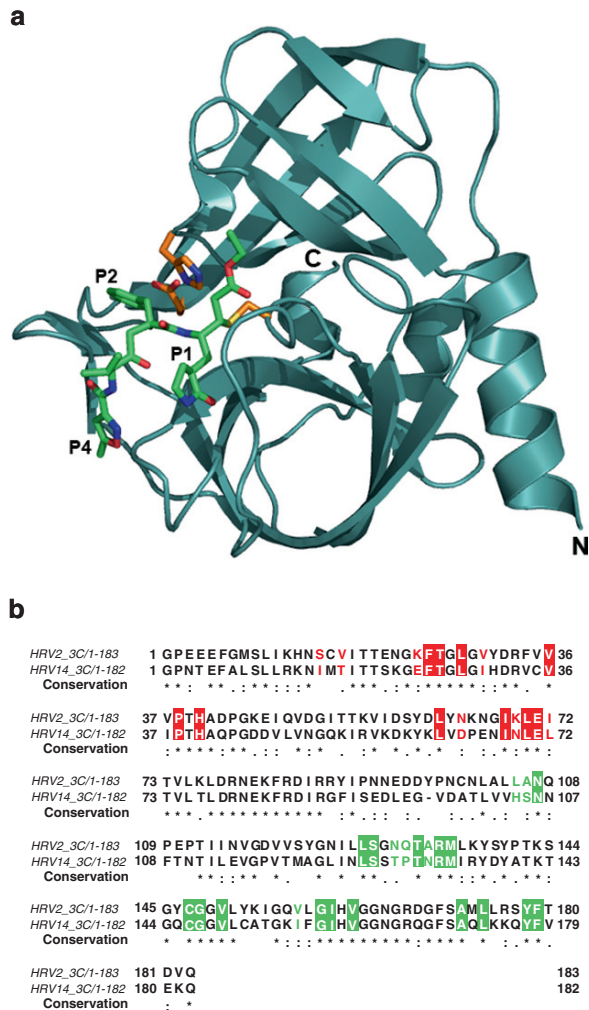 a
P2
C
P1
P4
N
b
HRV2_3C/1-183 1 GPEEEFGMSLIKHNSCVITTENGKFTGLGVYDRFVV 36
HRV14_3C/1-182 1 GPNTEFALSLLRKNIMTITTSKGEFTGLGIHDRVCV 36
Conservation * * : * * . : * * : : : * . * * * . : * : * * * * * : : * * . *
HRV2_3C/1-183 37 VPTHADPGKEIQVDGITTKVIDSYDLYNKNGIKLEI 72
HRV14_3C/1-182 37 IPTHAQPGDDVLVNGQKIRVKDKYKLVDPENINLEL 72
Conservation : * * * * : * * . : : * : * . : * * . * . * : : * : * * :
HRV2_3C/1-183 73 TVLKLDRNEKFRDIRRYIPNNEDDYPNCNLALLANQ 108
HRV14_3C/1-182 73 TVLTLDRNEKFRDIRGFISEDLEG-VDATLVVHSNN 107
Conservation * * * . * * * * * * * * * * * : * . : : : . : . * . : : * :
HRV2_3C/1-183 109 PEPTIINVGDVVSYGNILLSGNQTARMLKYSYPTKS 144
HRV14_3C/1-182 108 FTNTILEVGPVTMAGLINLSSTPTNRMIRYDYATKT 143
Conservation * * : : * * * . * * * * . . * * * : : * . * . * * :
HRV2_3C/1-183 145 GYCGGVLYKIGQVLGIHVGGNGRDGFSAMLLRSYFT 180
HRV14_3C/1-182 144 GQCGGVLCATGKIFGIHVGGNGRQGFSAQLKKQYFV 179
Conservation * * * * * * * : : : * * * * * * * * * : * * * * * : . * * .
HRV2_3C/1-183 181 DVQ 183
HRV14_3C/1-182 180 EKQ 182
Conservation : *